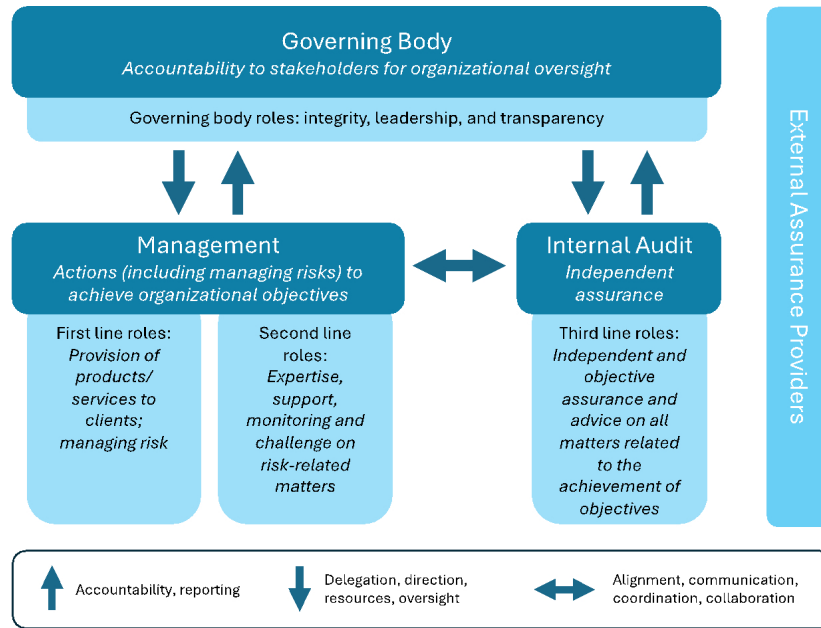 Governing Body
Accountability to stakeholders for organizational oversight
Governing body roles: integrity, leadership, and transparency
Management
Actions (including managing risks) to
achieve organizational objectives
Internal Audit
Independent
assurance
First line roles:
Provision of
products/
services to
clients;
managing risk
Second line
roles:
Expertise,
support,
monitoring and
challenge on
risk-related
matters
Third line roles:
Independent and
objective
assurance and
advice on all
matters related
to the
achievement of
objectives
External Assurance Providers
Accountability, reporting
Delegation, direction,
resources, oversight
Alignment, communication,
coordination, collaboration